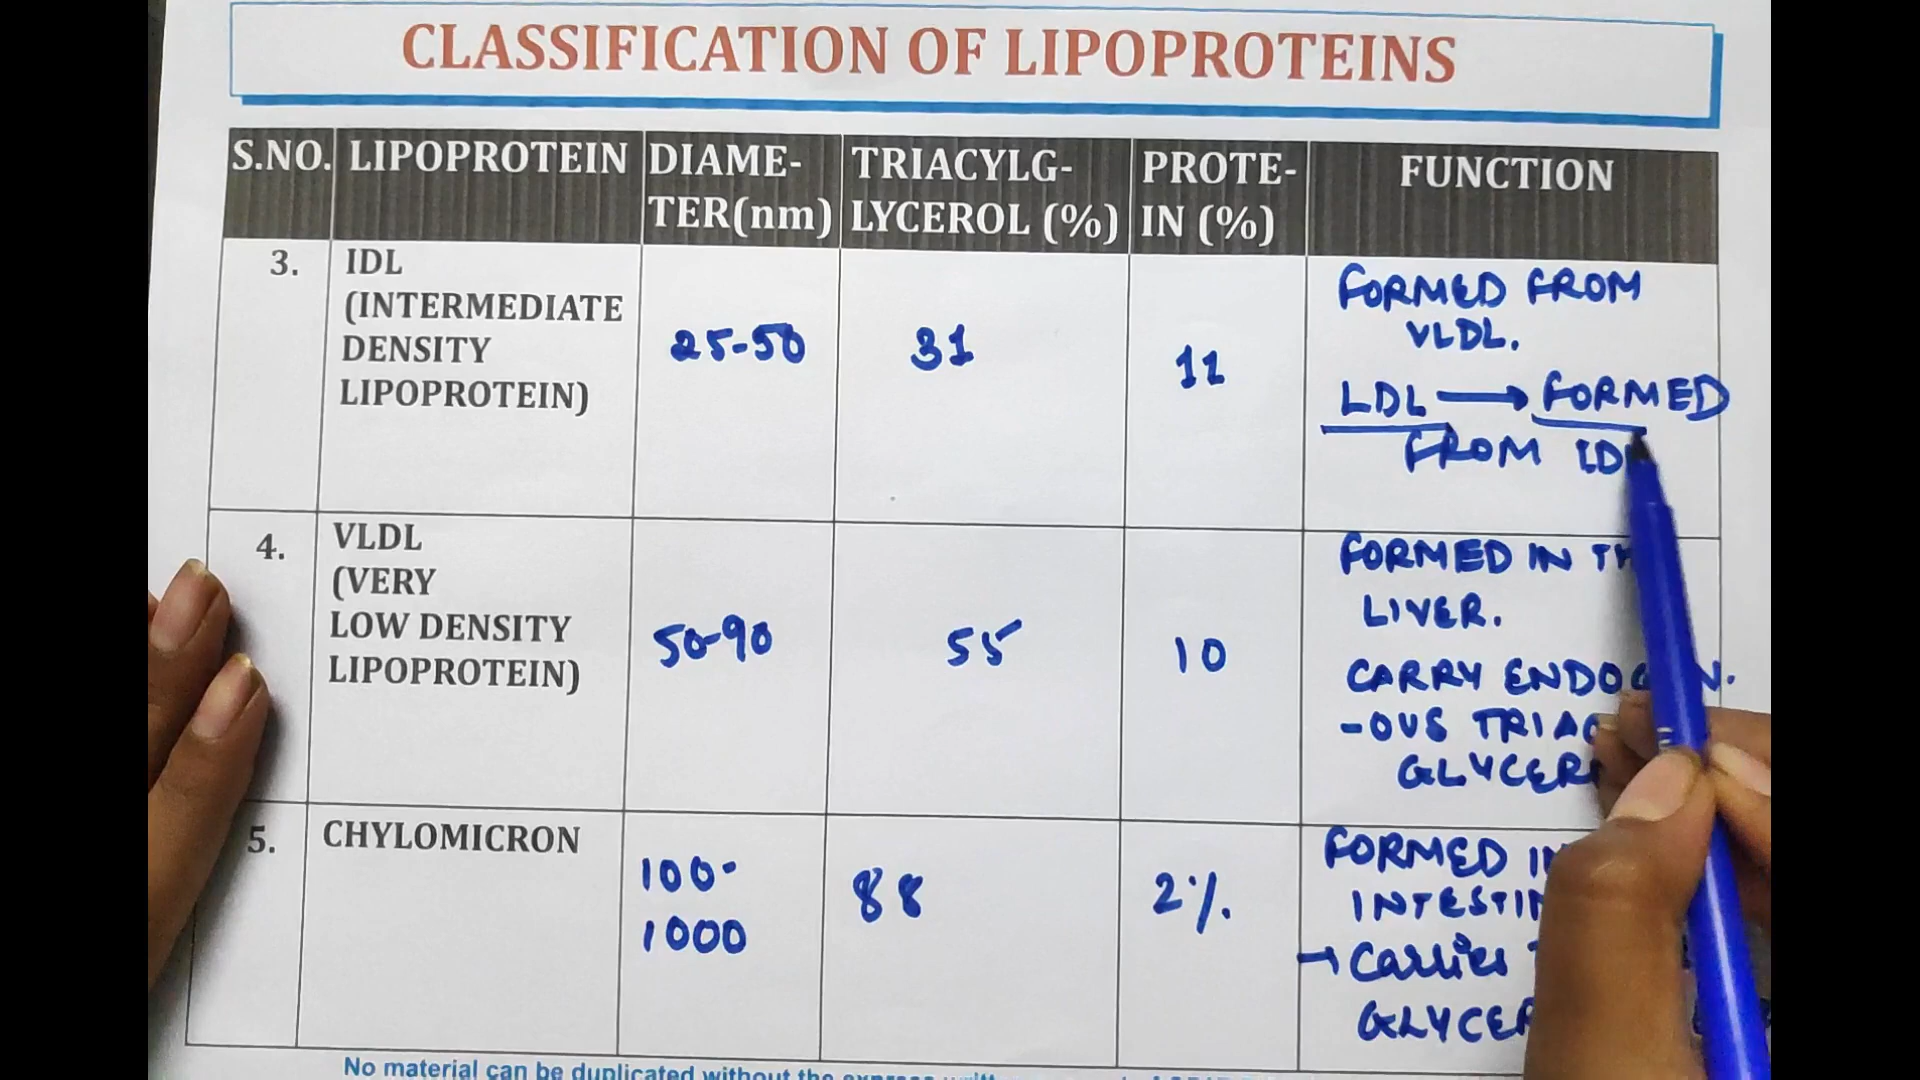 CLASSIFICATION OF LIPOPROTEINS
S.NO. LIPOPROTEIN DIAME-TER(nm) TRIACYLG-LYCEROL (%) PROTE-IN (%) FUNCTION
3.
IDL
(INTERMEDIATE
DENSITY
LIPOPROTEIN)
25-50
31
11
FORMED FROM
VLDL.
LDL → FORMED
FROM
4.
VLDL
(VERY
LOW DENSITY
LIPOPROTEIN)
50-90
55
10
FORMED IN
LIVER.
CARRY
-OUS
5.
CHYLOMICRON
100-
1000
88
2%
FORMED
→ Carries
No material can be duplicated without the